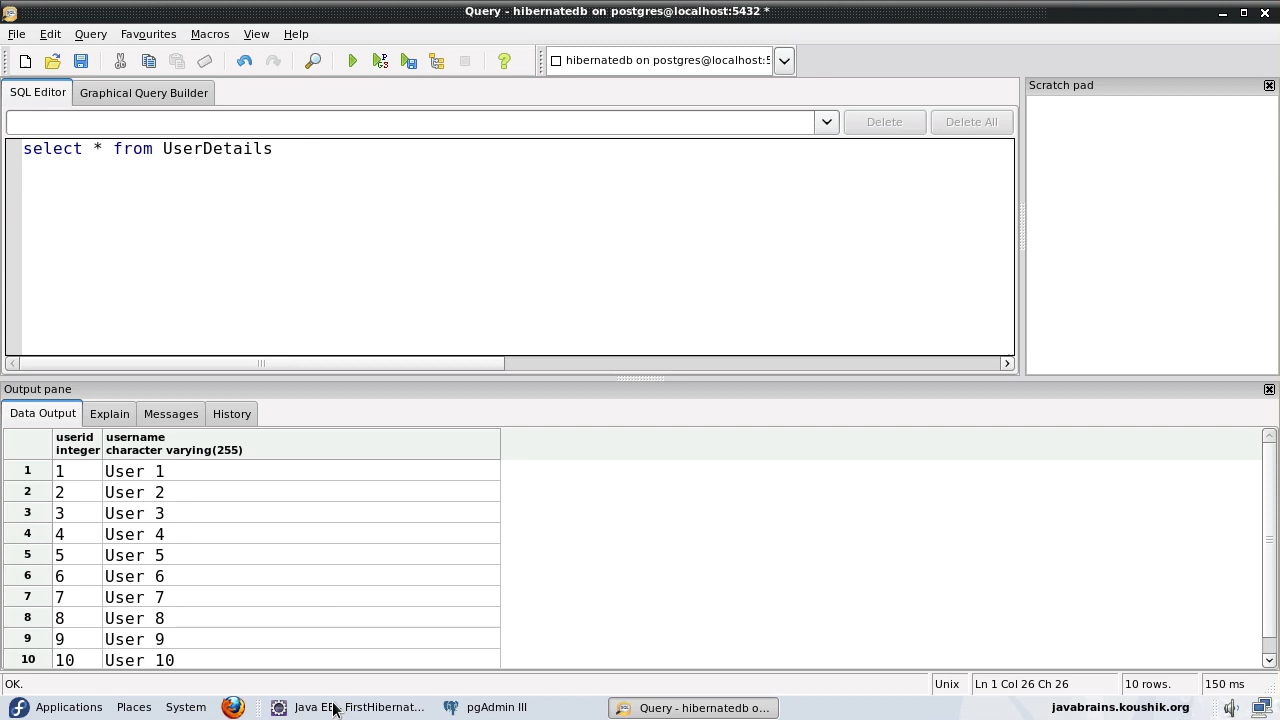 Query - hibernatedb on postgres@localhost:5432 *
File Edit Query Favourites Macros View Help
hibernatedb on postgres@localhost:5
SQL Editor Graphical Query Builder
Scratch pad
Delete Delete All
select * from UserDetails
Output pane
Data Output Explain Messages History
userid username
integer character varying(255)
1 1 User 1
2 2 User 2
3 3 User 3
4 4 User 4
5 5 User 5
6 6 User 6
7 7 User 7
8 8 User 8
9 9 User 9
10 10 User 10
OK. Unix Ln 1 Col 26 Ch 26 10 rows. 150 ms
Applications Places System Java FirstHibernat... pgAdmin III Query - hibernatedb o... javabrains.koushik.org